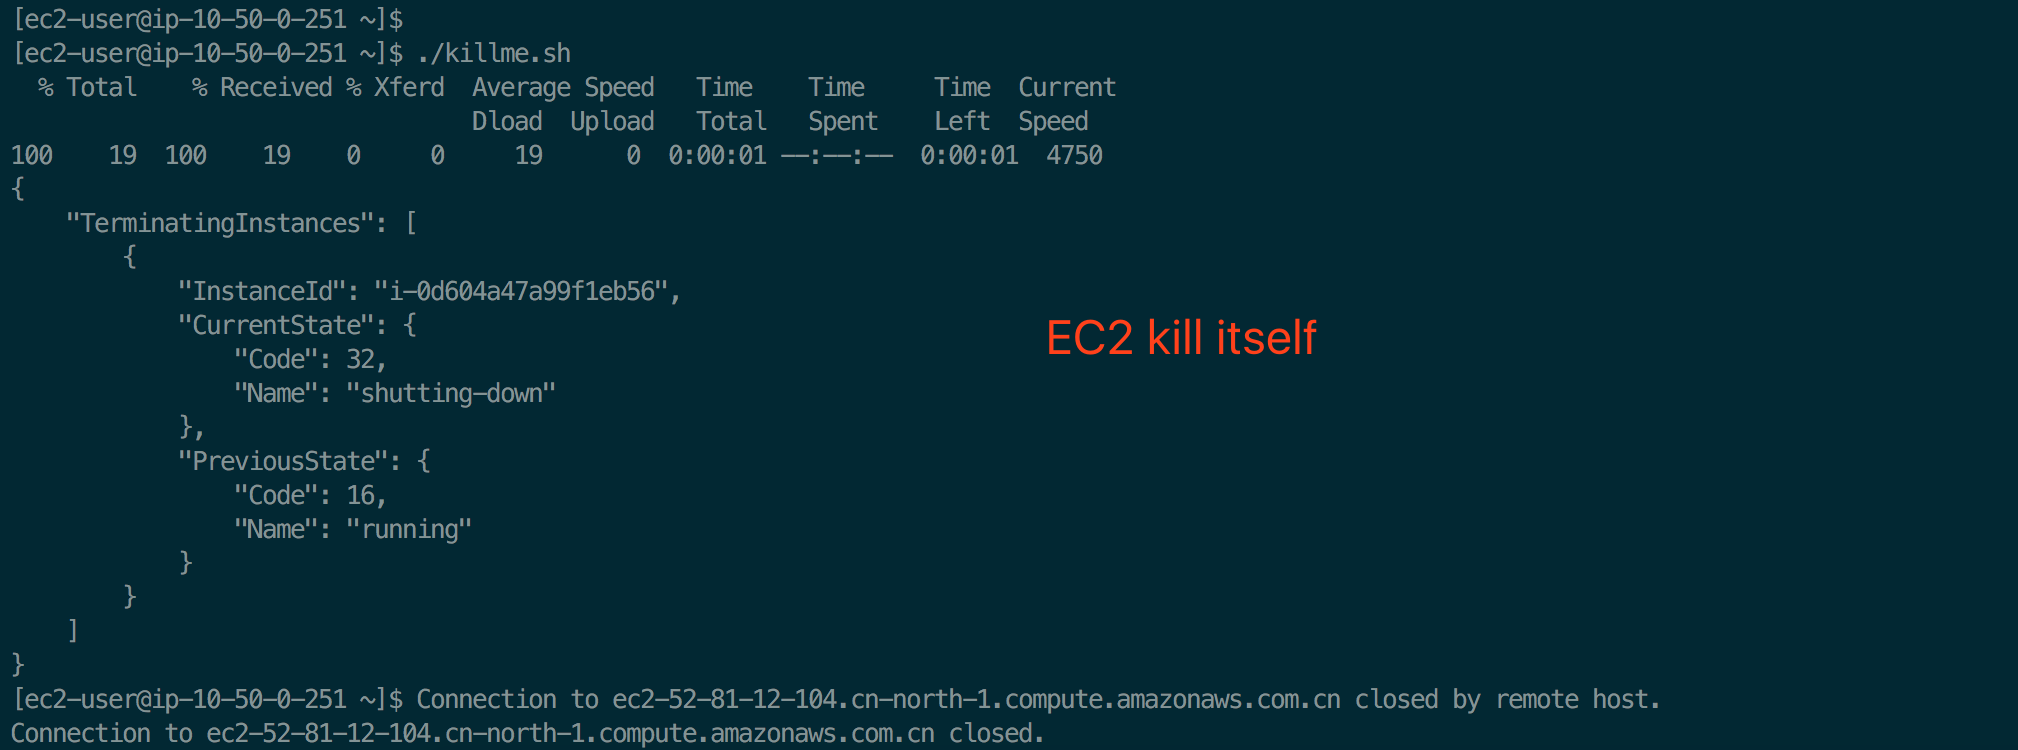 [ec2-user@ip-10-50-0-251 ~]$
[ec2-user@ip-10-50-0-251 ~]$ ./killme.sh
  % Total    % Received % Xferd  Average Speed   Time    Time     Time  Current
                                 Dload  Upload   Total   Spent    Left  Speed
100    19  100    19    0     0     19      0  0:00:01 --:--:--  0:00:01  4750
{
    "TerminatingInstances": [
        {
            "InstanceId": "i-0d604a47a99f1eb56",
            "CurrentState": {
                "Code": 32,
                "Name": "shutting-down"
            },
            "PreviousState": {
                "Code": 16,
                "Name": "running"
            }
        }
    ]
}
[ec2-user@ip-10-50-0-251 ~]$ Connection to ec2-52-81-12-104.cn-north-1.compute.amazonaws.com.cn closed by remote host.
Connection to ec2-52-81-12-104.cn-north-1.compute.amazonaws.com.cn closed.
EC2 kill itself